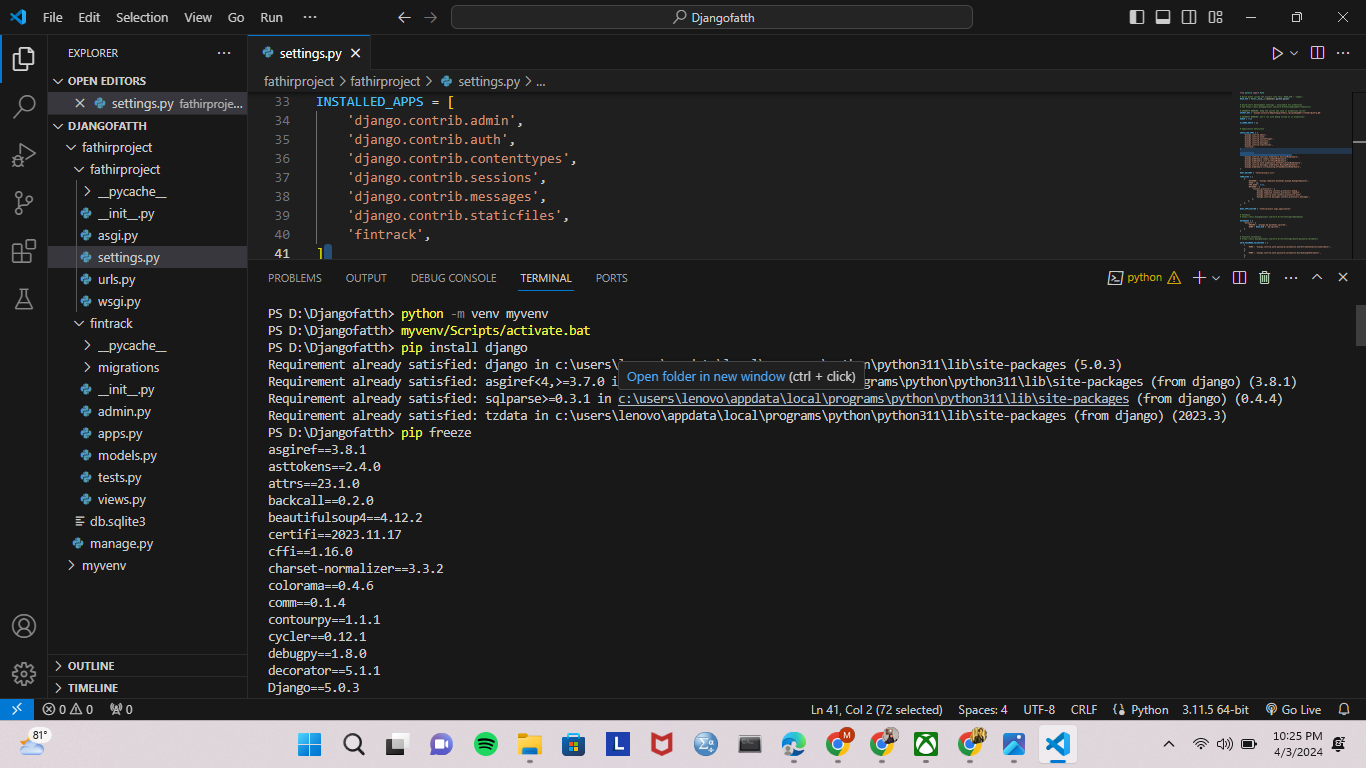 File Edit Selection View Go Run ··· Djangofatth
EXPLORER ···
OPEN EDITORS
settings.py fathirproje...
DJANGOFATTH
fathirproject
fathirproject
__pycache__
__init__.py
asgi.py
settings.py
urls.py
wsgi.py
fintrack
__pycache__
migrations
__init__.py
admin.py
apps.py
models.py
tests.py
views.py
db.sqlite3
manage.py
myvenv
OUTLINE
TIMELINE
settings.py
fathirproject > fathirproject > settings.py > ...
33 INSTALLED_APPS = [
34 'django.contrib.admin',
35 'django.contrib.auth',
36 'django.contrib.contenttypes',
37 'django.contrib.sessions',
38 'django.contrib.messages',
39 'django.contrib.staticfiles',
40 'fintrack',
41 ]
PROBLEMS OUTPUT DEBUG CONSOLE TERMINAL PORTS python
PS D:\Djangofatth> python -m venv myvenv
PS D:\Djangofatth> myvenv/Scripts/activate.bat
PS D:\Djangofatth> pip install django
Requirement already satisfied: django in c:\users\ \python\python311\lib\site-packages (5.0.3)
Open folder in new window (ctrl + click)
Requirement already satisfied: asgiref<4,>=3.7.0 i grams\python\python311\lib\site-packages (from django) (3.8.1)
Requirement already satisfied: sqlparse>=0.3.1 in c:\users\lenovo\appdata\local\programs\python\python311\lib\site-packages (from django) (0.4.4)
Requirement already satisfied: tzdata in c:\users\lenovo\appdata\local\programs\python\python311\lib\site-packages (from django) (2023.3)
PS D:\Djangofatth> pip freeze
asgiref==3.8.1
asttokens==2.4.0
attrs==23.1.0
backcall==0.2.0
beautifulsoup4==4.12.2
certifi==2023.11.17
cffi==1.16.0
charset-normalizer==3.3.2
colorama==0.4.6
comm==0.1.4
contourpy==1.1.1
cycler==0.12.1
debugpy==1.8.0
decorator==5.1.1
Django==5.0.3
0 0 0 Ln 41, Col 2 (72 selected) Spaces: 4 UTF-8 CRLF Python 3.11.5 64-bit Go Live
81° L M 10:25 PM
4/3/2024